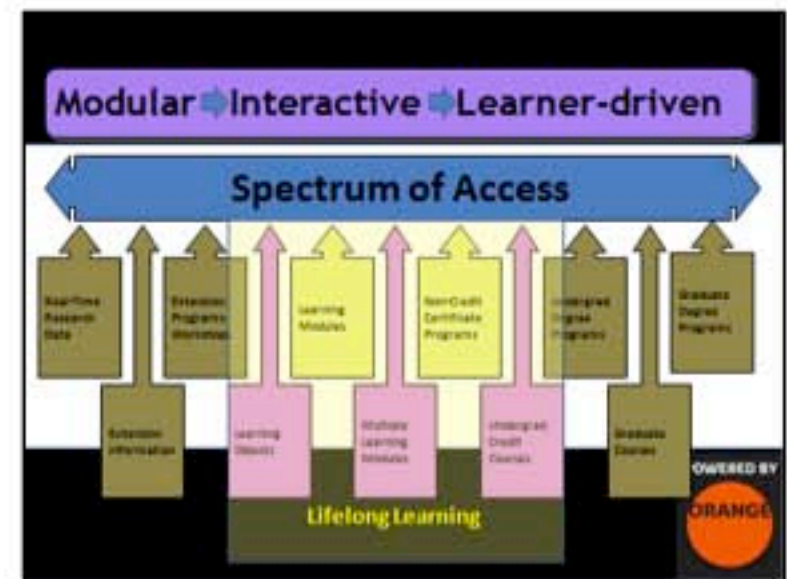 Modular Interactive Learner-driven
Spectrum of Access
Real-Time
Research
Data
Extension
Programs
Workshops
Learning
Modules
Non-Credit
Certificate
Programs
Undergrad
Degree
Programs
Graduate
Degree
Programs
Extension
Information
Learning
Objects
Multiple
Learning
Modules
Undergrad
Credit
Courses
Graduate
Courses
Lifelong Learning
POWERED BY
ORANGE